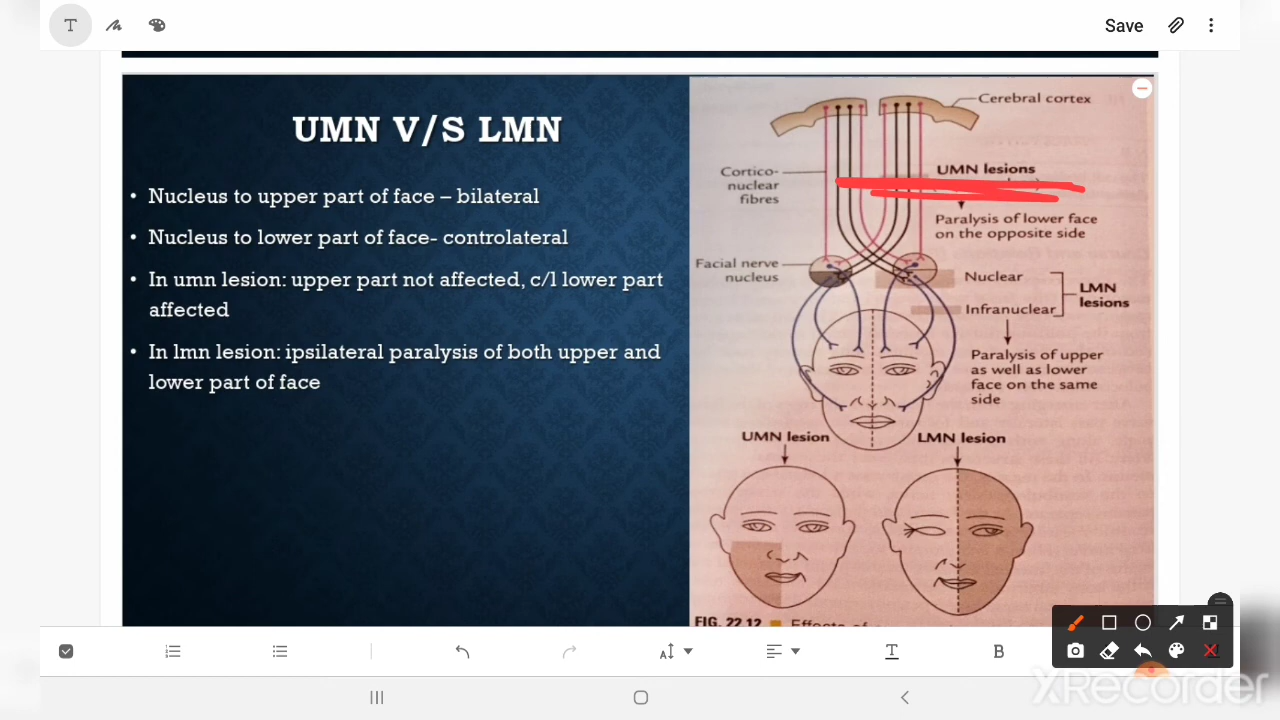 T
Save
UMN V/S LMN
• Nucleus to upper part of face – bilateral
• Nucleus to lower part of face- controlateral
• In umn lesion: upper part not affected, c/l lower part
affected
• In lmn lesion: ipsilateral paralysis of both upper and
lower part of face
Cerebral cortex
Cortico-
nuclear
fibres
UMN lesions
Paralysis of lower face
on the opposite side
Facial nerve
nucleus
Nuclear
Infranuclear
LMN
lesions
Paralysis of upper
as well as lower
face on the same
side
UMN lesion
LMN lesion
FIG. 22.12
T
B
XRecorder